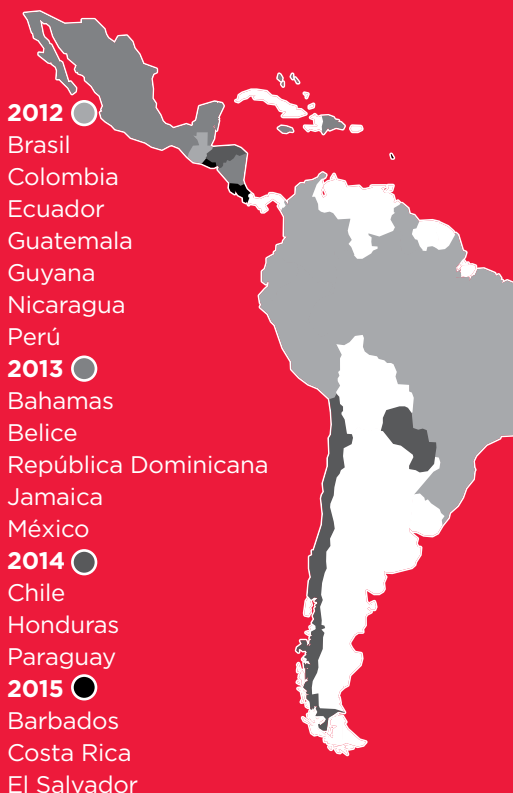 2012
Brasil
Colombia
Ecuador
Guatemala
Guyana
Nicaragua
Perú
2013
Bahamas
Belice
República Dominicana
Jamaica
México
2014
Chile
Honduras
Paraguay
2015
Barbados
Costa Rica
El Salvador